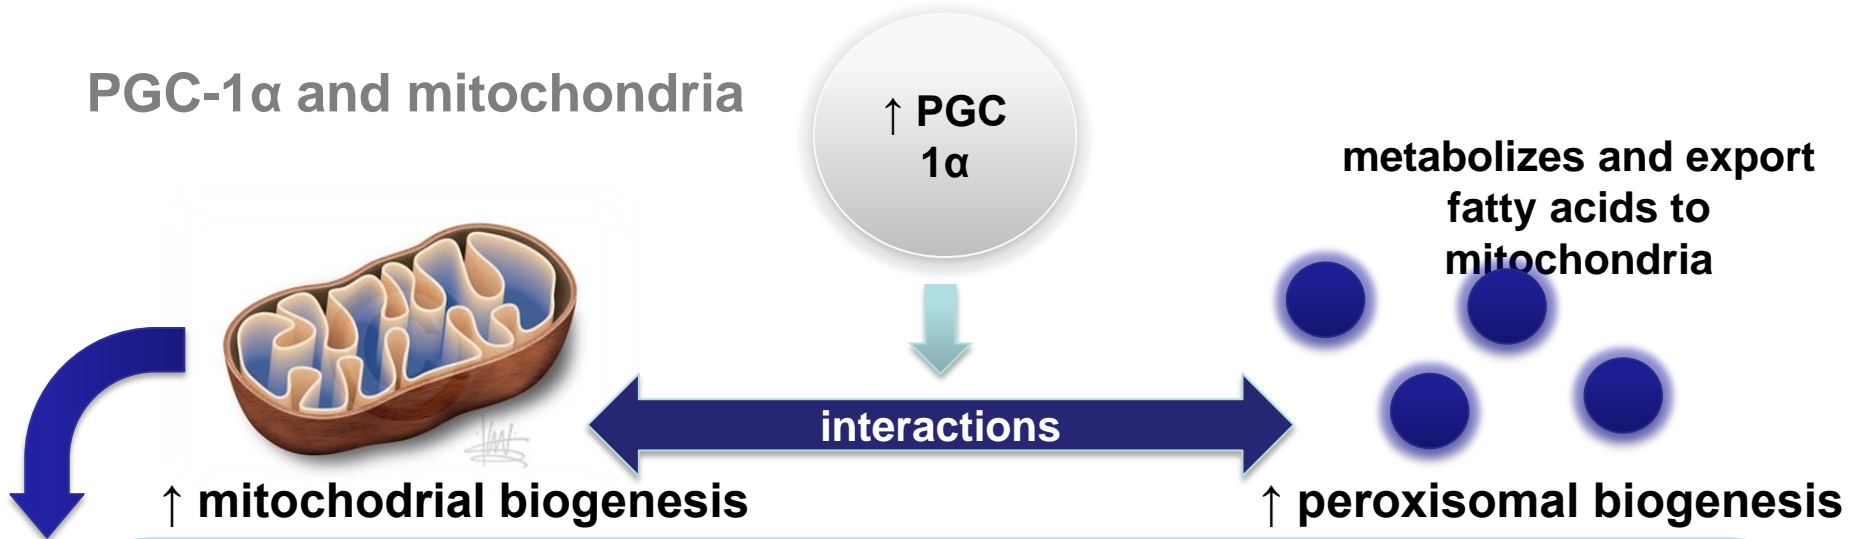 PGC-1α and mitochondria
↑ PGC
1α
metabolizes and export
fatty acids to
mitochondria
interactions
↑ mitochodrial biogenesis
↑ peroxisomal biogenesis